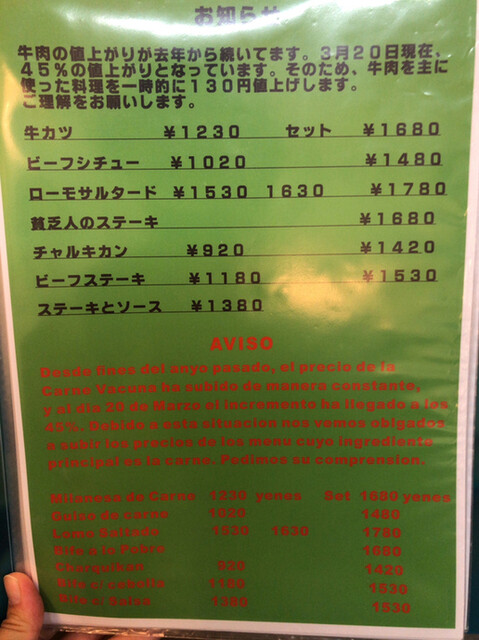 お知らせ
牛肉の値上がりが去年から続いてます。3月20日現在、
45%の値上がりとなっています。そのため、牛肉を主に
使った料理を一時的に130円値上げします。
ご理解をお願いします。
牛カツ ¥1230 セット ¥1680
ビーフシチュー ¥1020 ¥1480
ローモサルタード ¥1530 1630 ¥1780
貧乏人のステーキ ¥1680
チャルキカン ¥920 ¥1420
ビーフステーキ ¥1180 ¥1530
ステーキとソース ¥1380
AVISO
Desde fines del anyo pasado, el precio de la
Carne Vacuna ha subido de manera constante,
y al dia 20 de Marzo el incremento ha llegado a los
45%. Debido a esta situacion nos vemos obligados
a subir los precios de los menu cuyo ingrediente
principal es la carne. Pedimos su comprension.
Milanesa de Carne 1230 yenes Set 1680 yenes
Guiso de carne 1020 1480
Lomo Saltado 1530 1630 1780
Bife a lo Pobre 1680
Charquikan 920 1420
Bife c/ cebolla 1180 1530
Bife c/ salsa 1380 1530